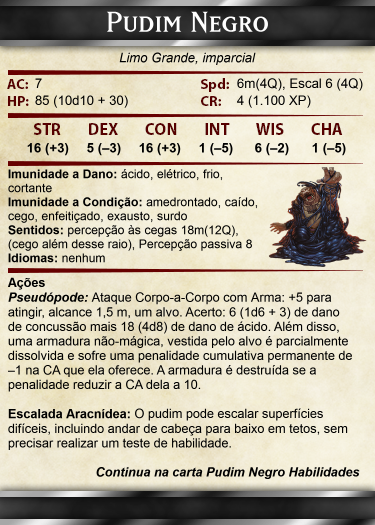 Pudim Negro
Limo Grande, imparcial
AC: 7 Spd: 6m(4Q), Escal 6 (4Q)
HP: 85 (10d10 + 30) CR: 4 (1.100 XP)
STR DEX CON INT WIS CHA
16 (+3) 5 (–3) 16 (+3) 1 (–5) 6 (–2) 1 (–5)
Imunidade a Dano: ácido, elétrico, frio,
cortante
Imunidade a Condição: amedrontado, caído,
cego, enfeitiçado, exausto, surdo
Sentidos: percepção às cegas 18m(12Q),
(cego além desse raio), Percepção passiva 8
Idiomas: nenhum
Ações
Pseudópode: Ataque Corpo-a-Corpo com Arma: +5 para
atingir, alcance 1,5 m, um alvo. Acerto: 6 (1d6 + 3) de dano
de concussão mais 18 (4d8) de dano de ácido. Além disso,
uma armadura não-mágica, vestida pelo alvo é parcialmente
dissolvida e sofre uma penalidade cumulativa permanente de
–1 na CA que ela oferece. A armadura é destruída se a
penalidade reduzir a CA dela a 10.
Escalada Aracnídea: O pudim pode escalar superfícies
difíceis, incluindo andar de cabeça para baixo em tetos, sem
precisar realizar um teste de habilidade.
Continua na carta Pudim Negro Habilidades